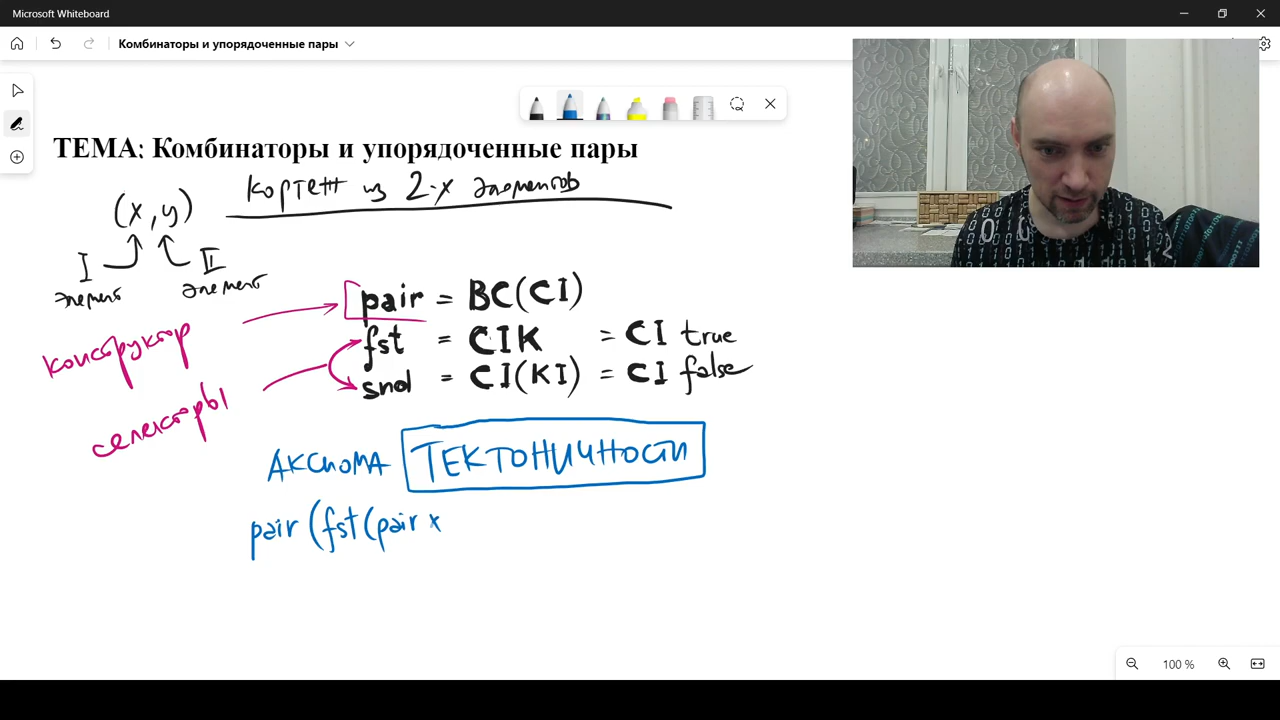 Microsoft Whiteboard
Комбинаторы и упорядоченные пары
ТЕМА: Комбинаторы и упорядоченные пары
(x, y) кортеж из 2-х элементов
I II
элемент элемент
pair = BC(CI)
конструктор
fst = CIK = CI true
snd = CI(KI) = CI false
селекторы
АКСИОМА ТЕКТОНИЧНОСТИ
pair (fst (pair x
100 %